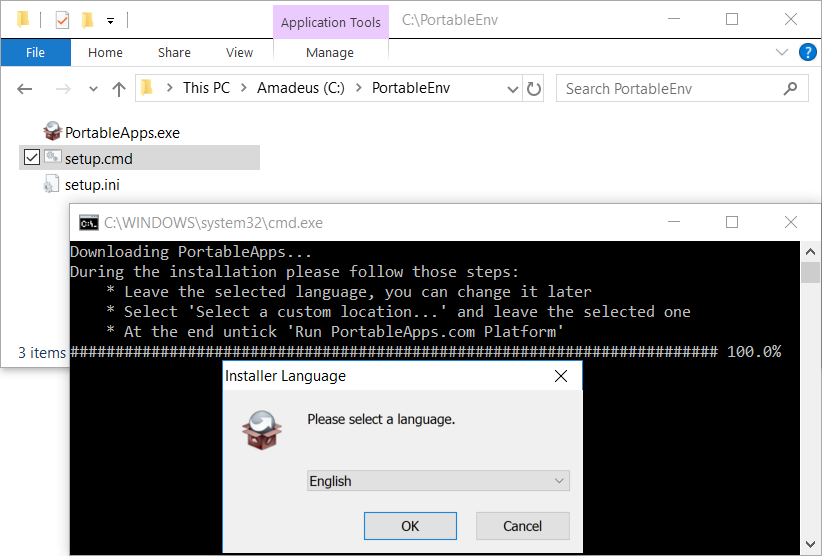 Application Tools
C:\PortableEnv
File
Home
Share
View
Manage
?
This PC > Amadeus (C:) > PortableEnv
Search PortableEnv
PortableApps.exe
setup.cmd
setup.ini
3 items
C:\WINDOWS\system32\cmd.exe
Downloading PortableApps...
During the installation please follow those steps:
* Leave the selected language, you can change it later
* Select 'Select a custom location...' and leave the selected one
* At the end untick 'Run PortableApps.com Platform'
######################################################################## 100.0%
Installer Language
Please select a language.
English
OK
Cancel